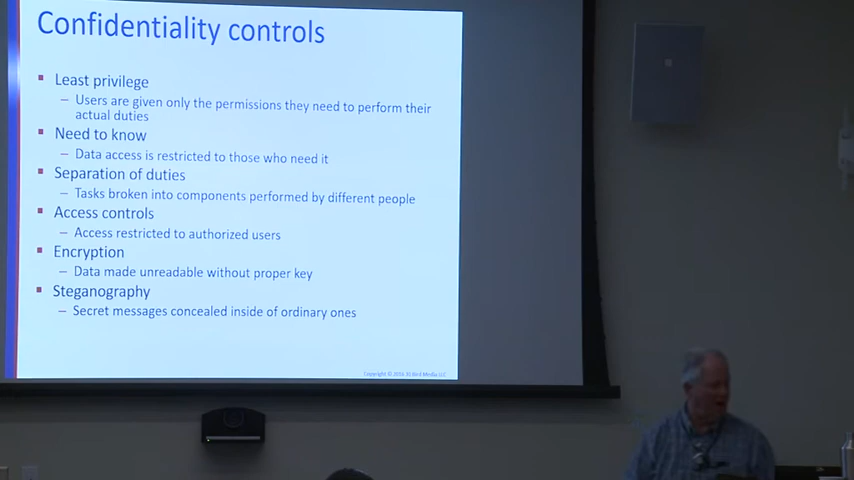 Confidentiality controls
Least privilege
– Users are given only the permissions they need to perform their
actual duties
Need to know
– Data access is restricted to those who need it
Separation of duties
– Tasks broken into components performed by different people
Access controls
– Access restricted to authorized users
Encryption
– Data made unreadable without proper key
Steganography
– Secret messages concealed inside of ordinary ones